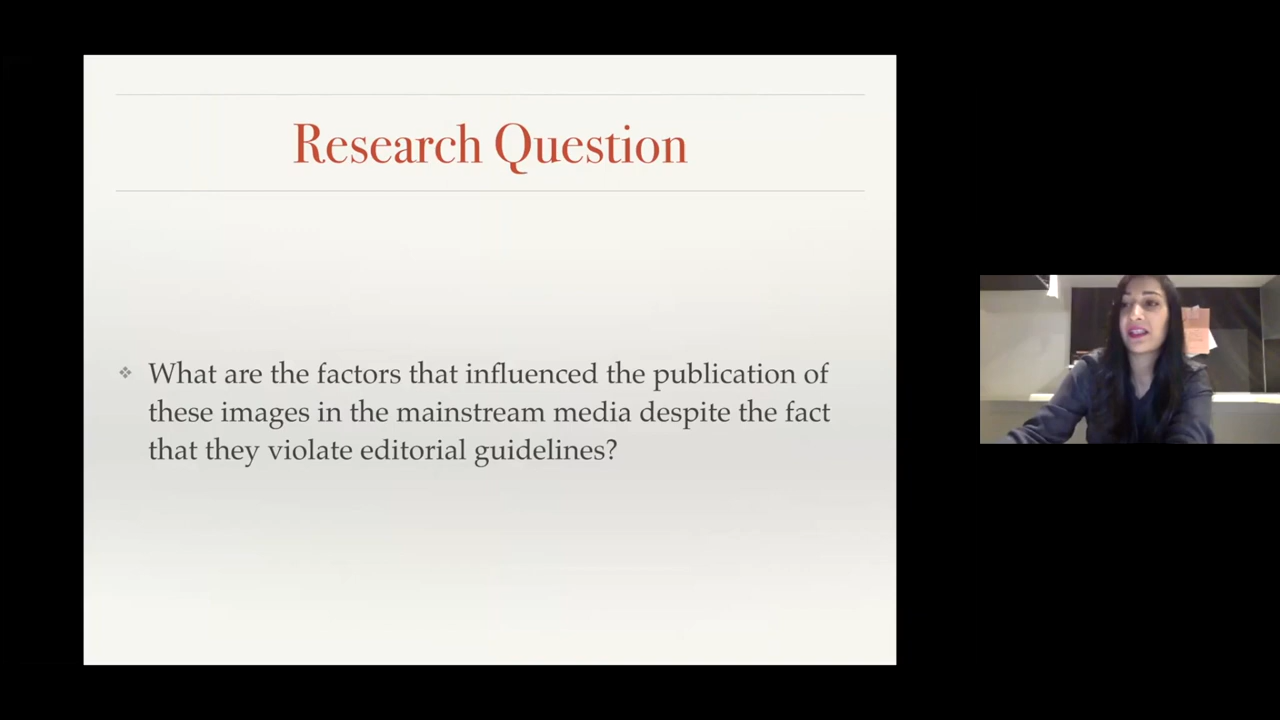 Research Question
What are the factors that influenced the publication of
these images in the mainstream media despite the fact
that they violate editorial guidelines?